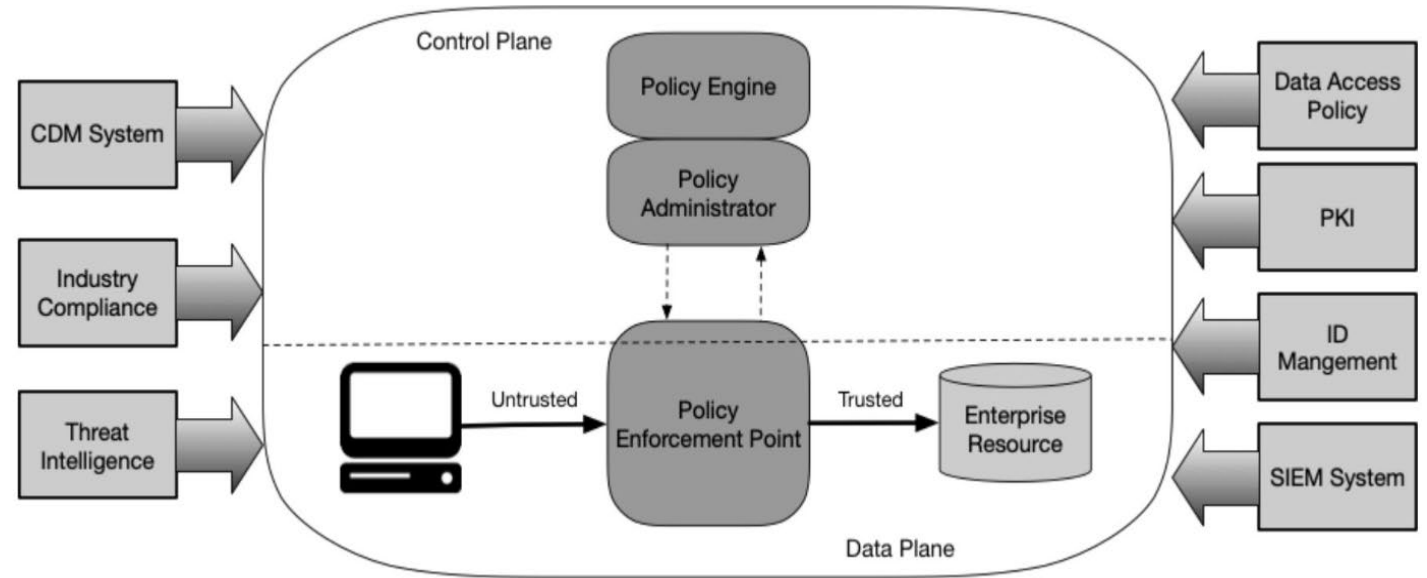 Control Plane
Policy Engine
Policy
Administrator
CDM System
Industry
Compliance
Threat
Intelligence
Untrusted
Policy
Enforcement Point
Trusted
Enterprise
Resource
Data Plane
Data Access
Policy
PKI
ID
Mangement
SIEM System